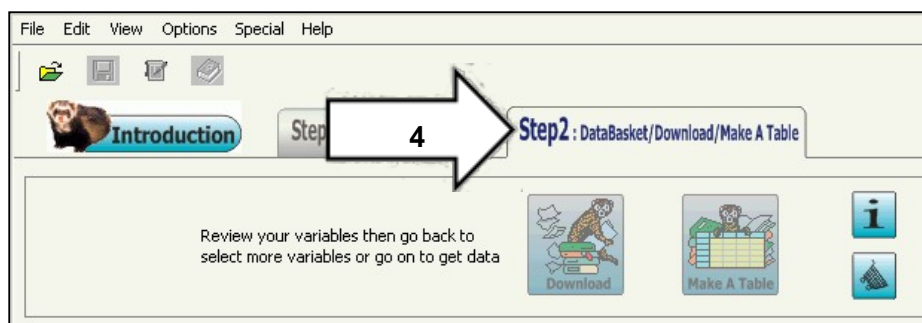 File Edit View Options Special Help
Introduction
Step
4
Step2 : DataBasket/Download/Make A Table
Review your variables then go back to
select more variables or go on to get data
Download
Make A Table
i